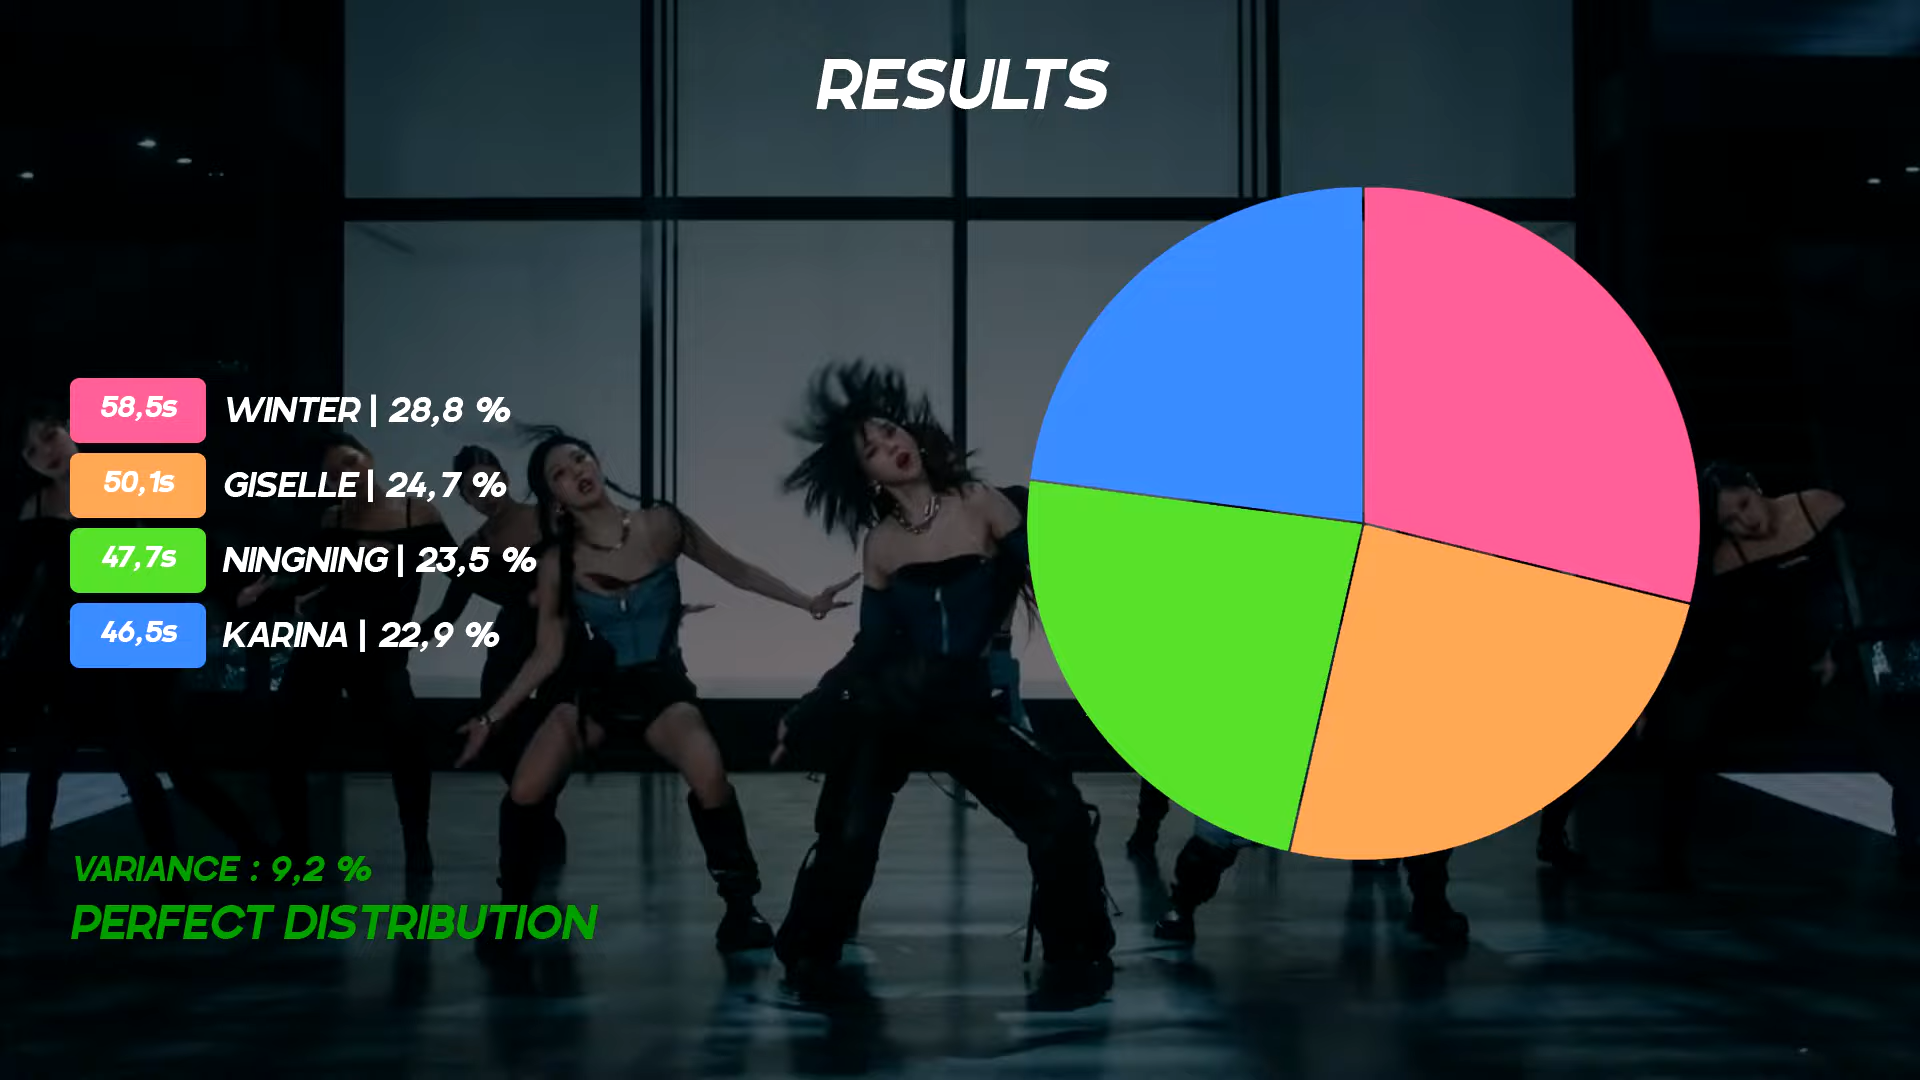 RESULTS
58,5s WINTER | 28,8 %
50,1s GISELLE | 24,7 %
47,7s NINGNING | 23,5 %
46,5s KARINA | 22,9 %
VARIANCE : 9,2 %
PERFECT DISTRIBUTION